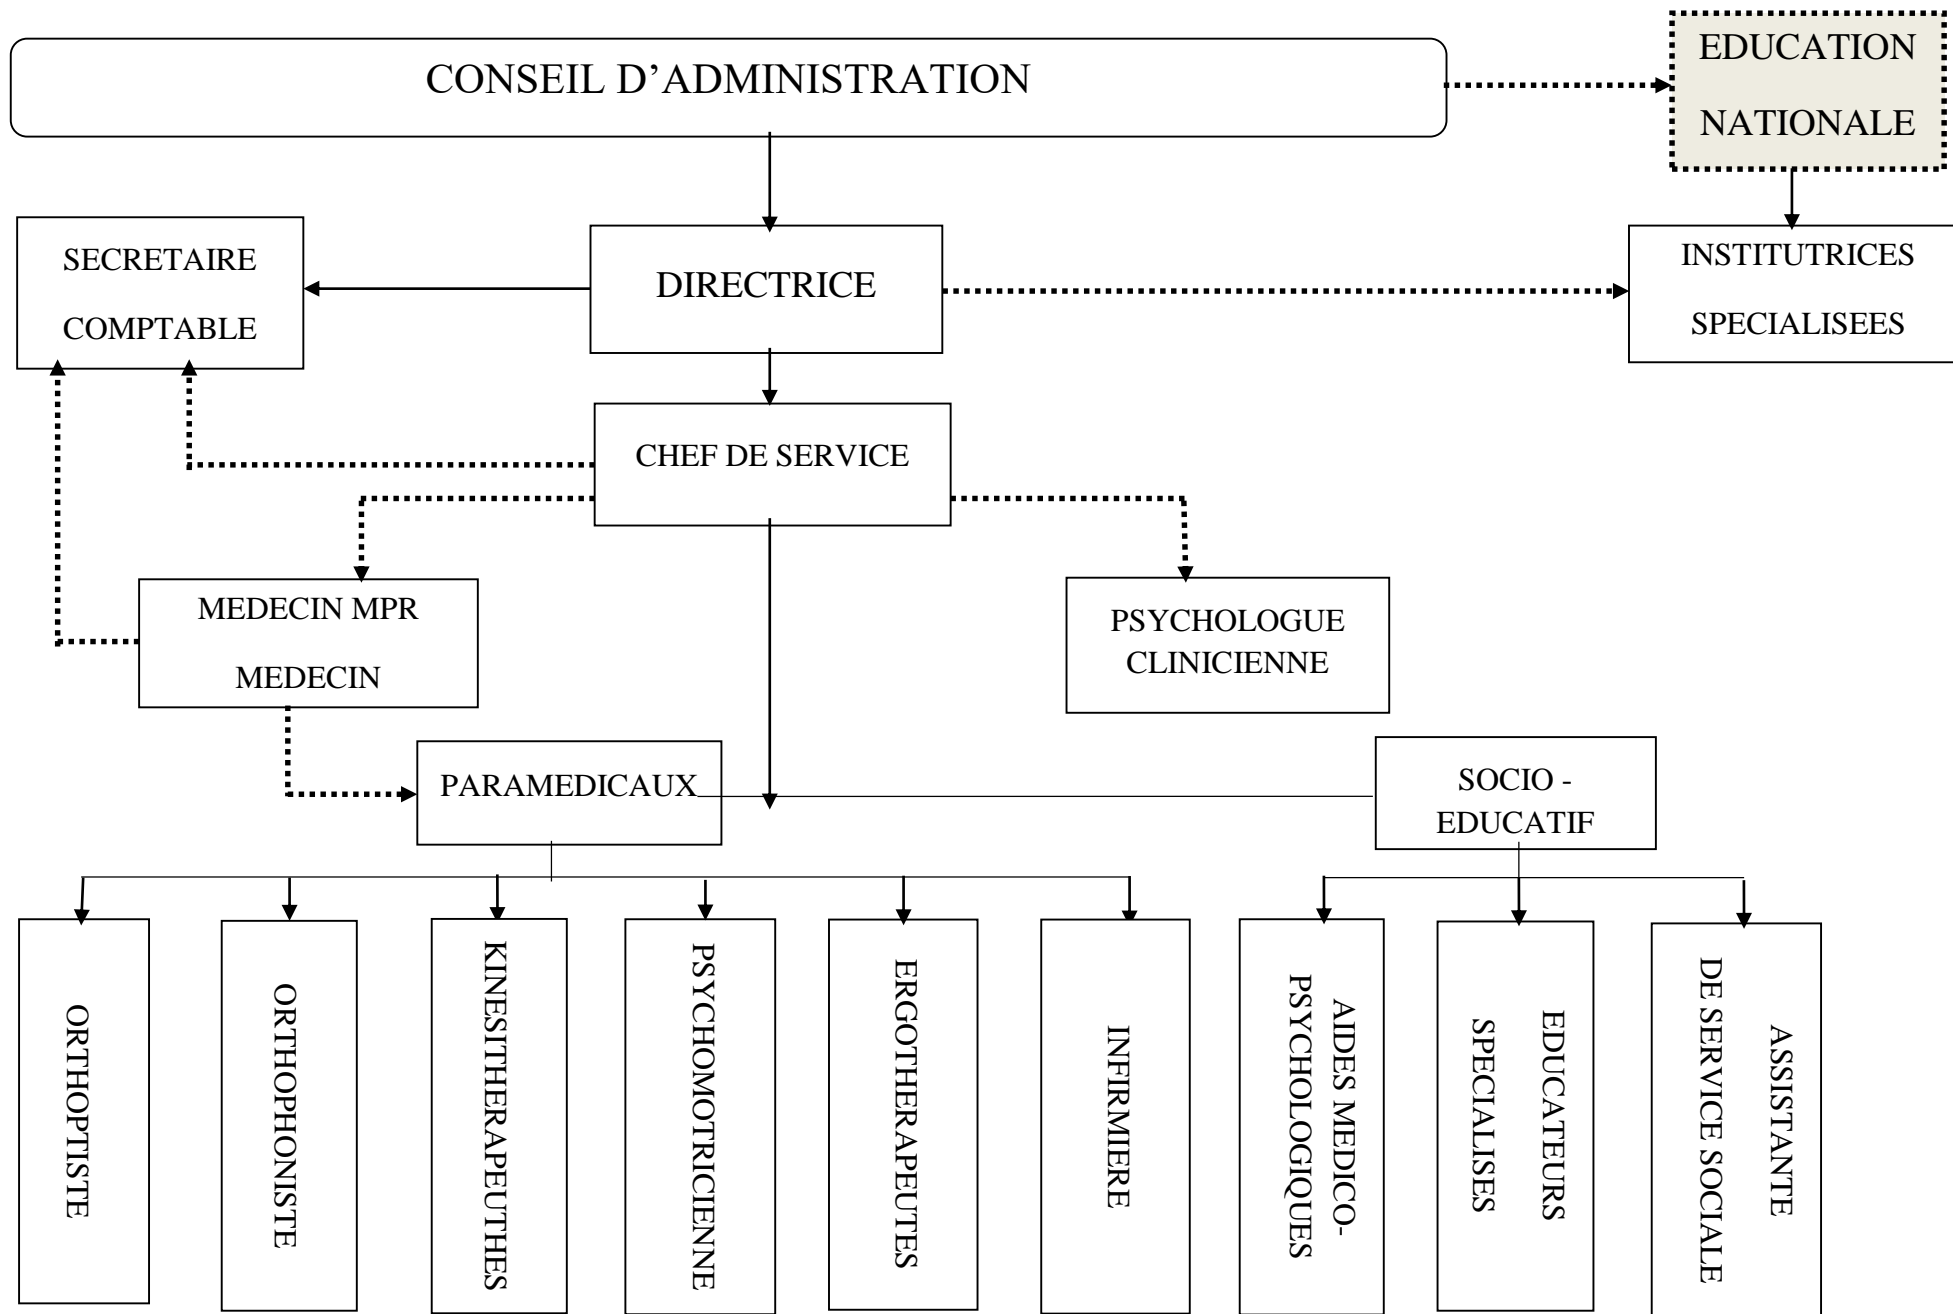 CONSEIL D’ADMINISTRATION
EDUCATION
NATIONALE
SECRETAIRE
COMPTABLE
DIRECTRICE
INSTITUTRICES
SPECIALISEES
CHEF DE SERVICE
MEDECIN MPR
MEDECIN
PSYCHOLOGUE
CLINICIENNE
PARAMEDICAUX
SOCIO -
EDUCATIF
ORTHOPTISTE
ORTHOPHONISTE
KINESITHERAPEUTHES
PSYCHOMOTRICIENNE
ERGOTHERAPEUTES
INFIRMIERE
AIDES MEDICO-
PSYCHOLOGIQUES
EDUCATEURS
SPECIALISES
ASSISTANTE
DE SERVICE SOCIALE